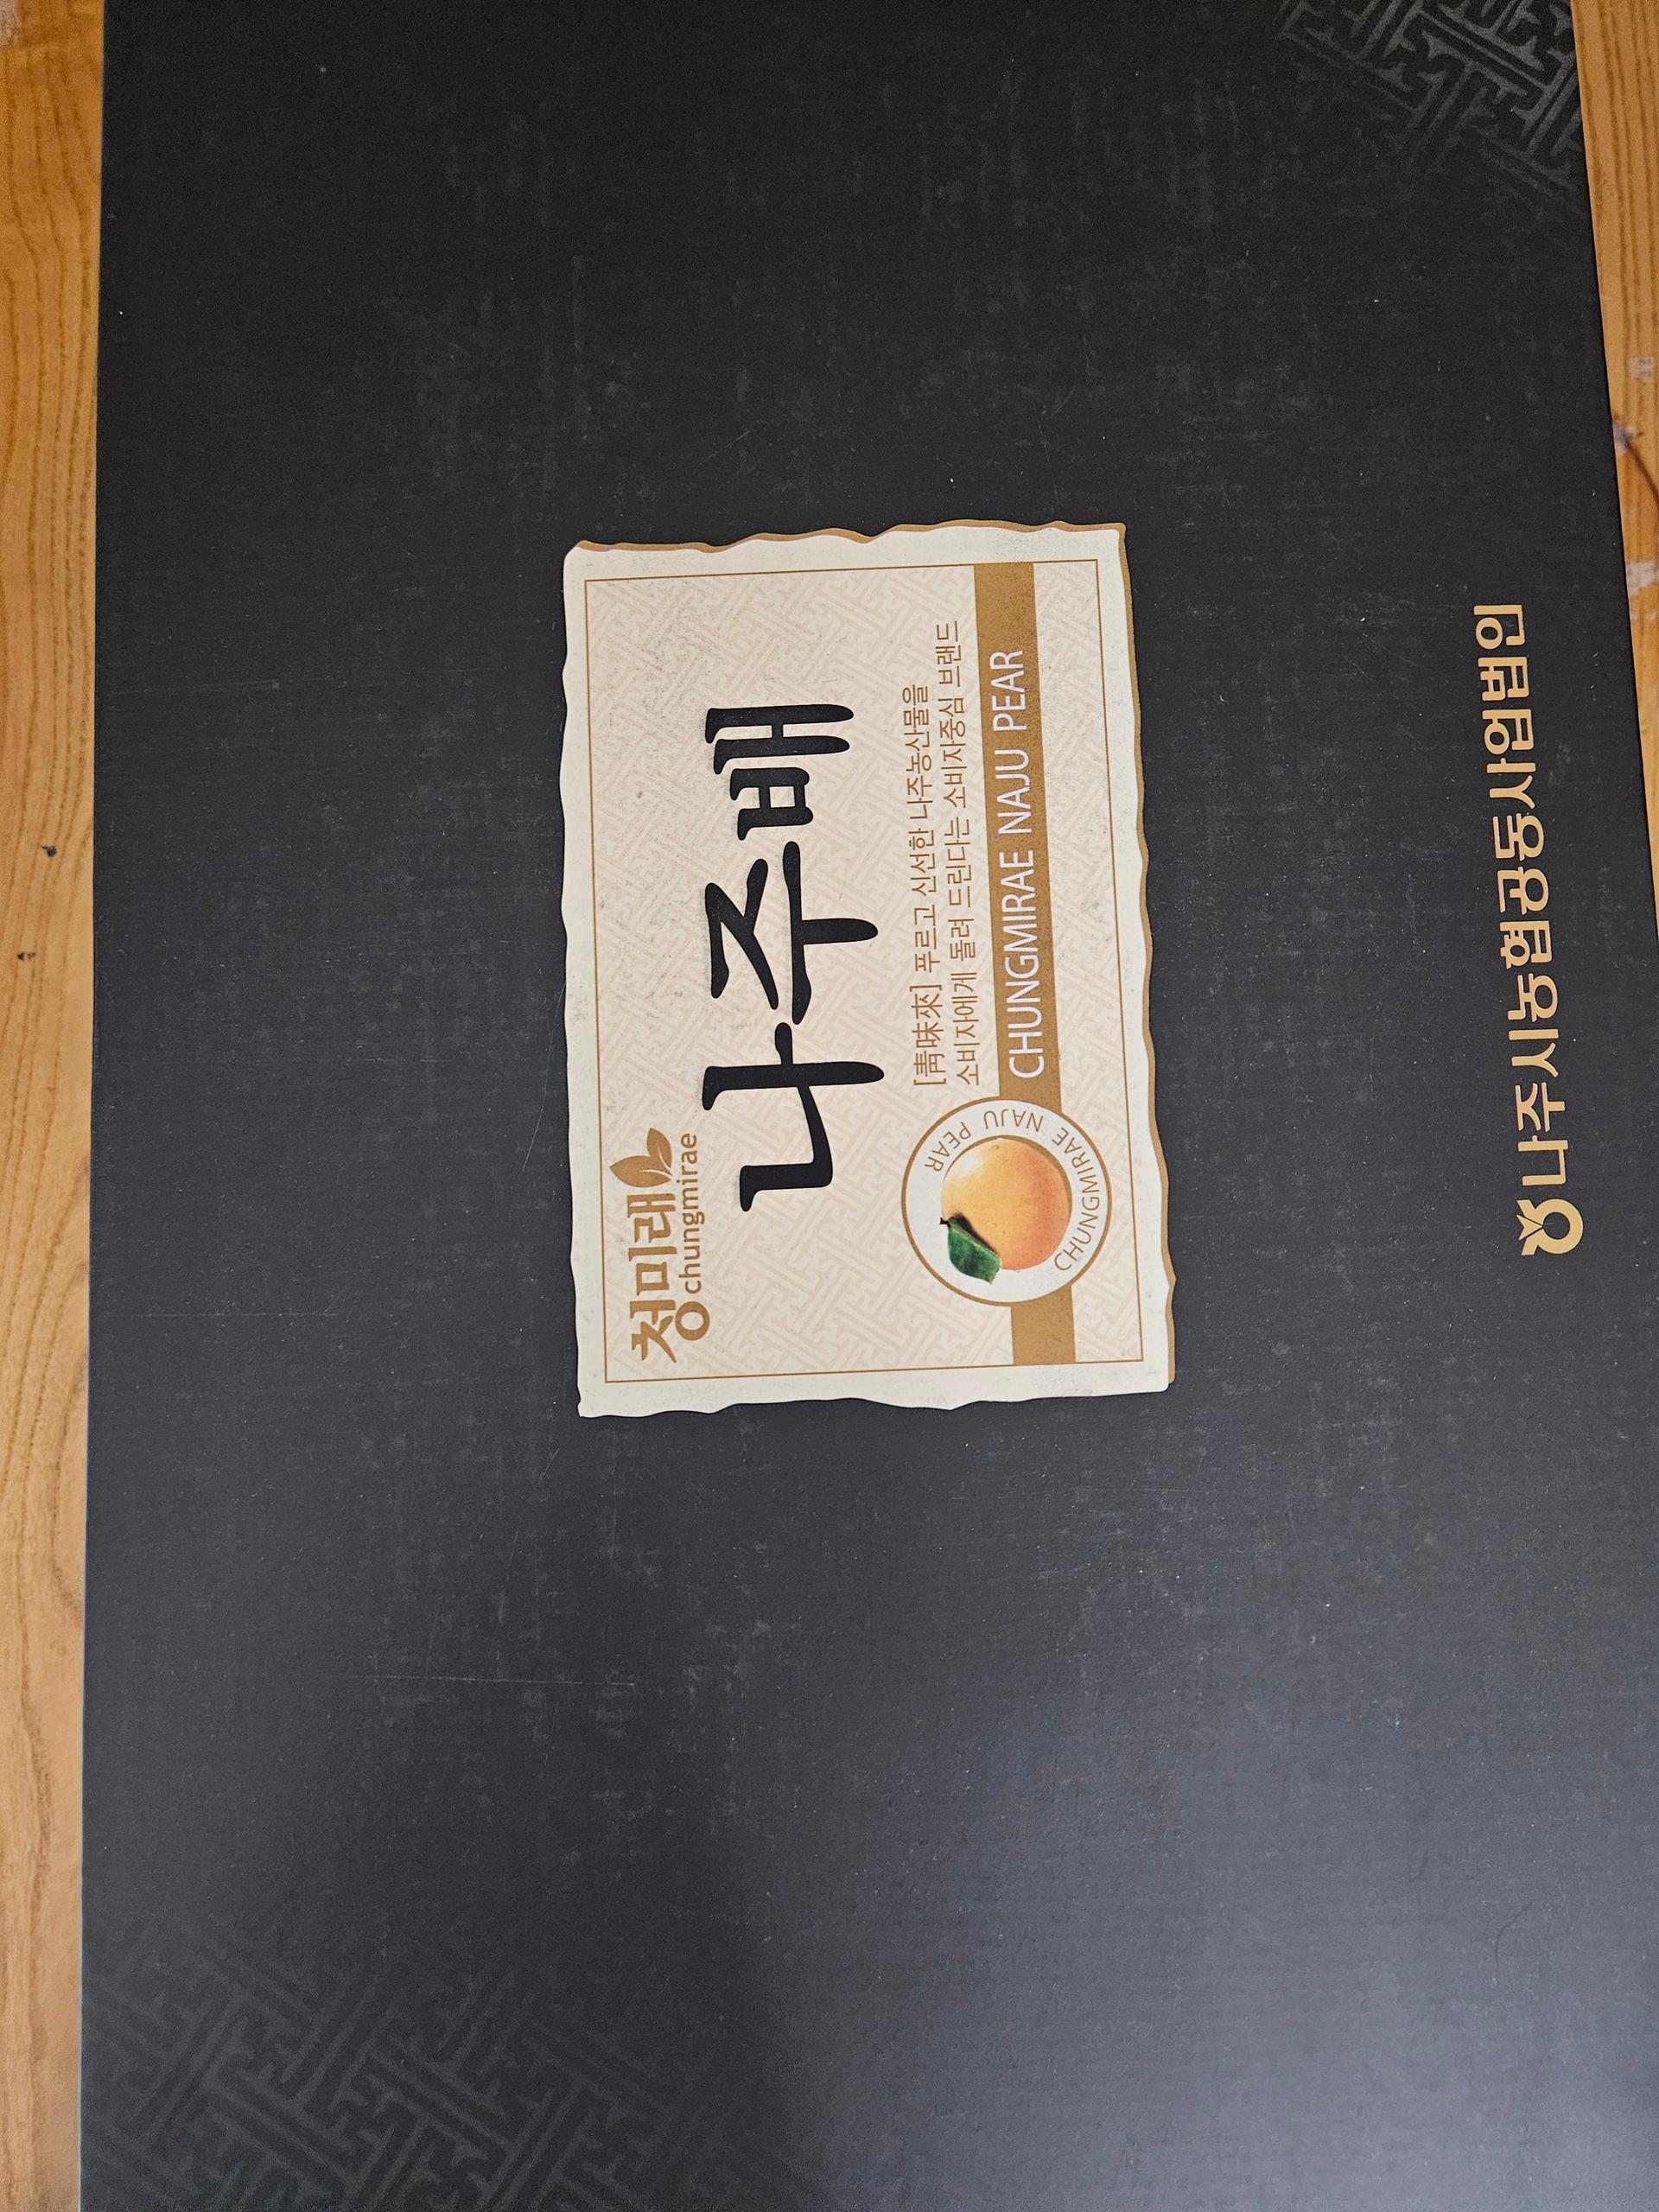 청미래
chungmirae
나주배
[靑味來] 푸르고 신선한 나주농산물을
소비자에게 돌려 드린다는 소비자중심 브랜드
CHUNGMIRAE NAJU PEAR
CHUNGMIRAE NAJU PEAR
나주시농협공동사업법인